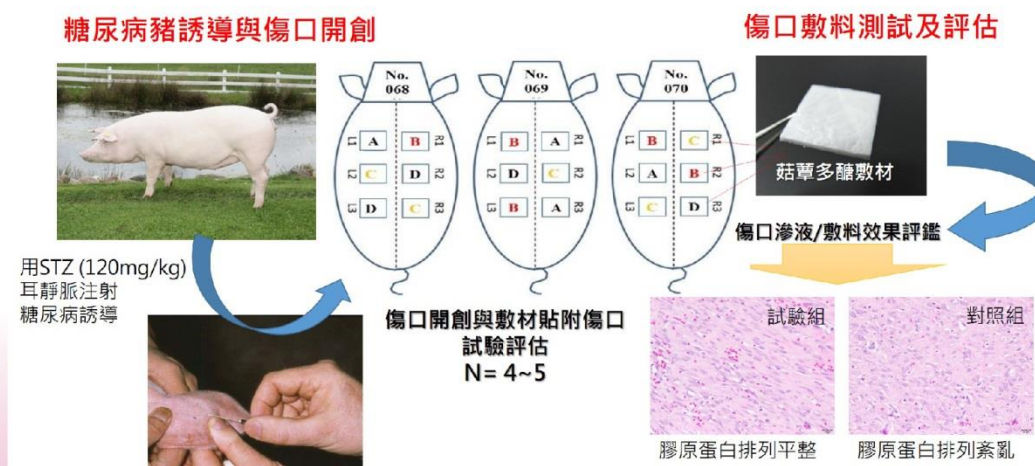 糖尿病豬誘導與傷口開創
傷口敷料測試及評估
用STZ (120mg/kg)
耳靜脈注射
糖尿病誘導
No.
068
L1 A B R1
L2 C D R2
L3 D C R3
No.
069
L1 B A R1
L2 D C R2
L3 B A R3
No.
070
L1 B C R1
L2 A B R2
L3 C D R3
傷口開創與敷材貼附傷口
試驗評估
N= 4~5
菇蕈多醣敷材
傷口滲液/敷料效果評鑑
試驗組
對照組
膠原蛋白排列平整
膠原蛋白排列紊亂